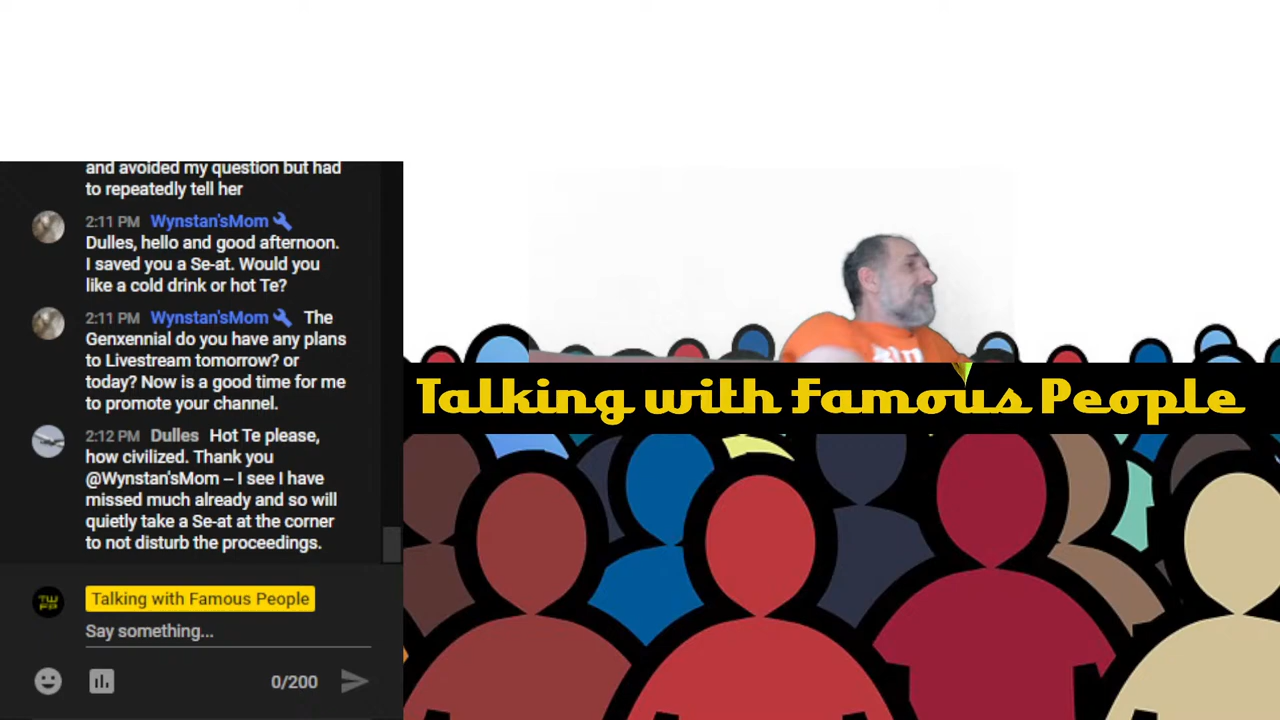 and avoided my question but had
to repeatedly tell her
2:11 PM Wynstan'sMom
Dulles, hello and good afternoon.
I saved you a Se-at. Would you
like a cold drink or hot Te?
2:11 PM Wynstan'sMom The
Genxennial do you have any plans
to Livestream tomorrow? or
today? Now is a good time for me
to promote your channel.
2:12 PM Dulles Hot Te please,
how civilized. Thank you
@Wynstan'sMom -- I see I have
missed much already and so will
quietly take a Se-at at the corner
to not disturb the proceedings.
TW
FP
Talking with Famous People
Say something...
0/200
Talking with Famous People